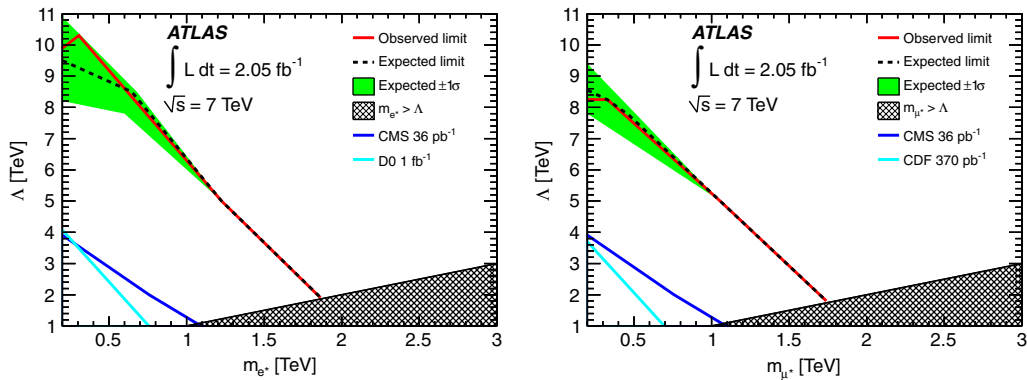 ATLAS
∫ L dt = 2.05 fb⁻¹
√s = 7 TeV
Observed limit
Expected limit
Expected ±1σ
m_e* > Λ
CMS 36 pb⁻¹
D0 1 fb⁻¹
Λ [TeV]
11
10
9
8
7
6
5
4
3
2
1
0.5 1 1.5 2 2.5 3
m_e* [TeV]
ATLAS
∫ L dt = 2.05 fb⁻¹
√s = 7 TeV
Observed limit
Expected limit
Expected ±1σ
m_μ* > Λ
CMS 36 pb⁻¹
CDF 370 pb⁻¹
Λ [TeV]
11
10
9
8
7
6
5
4
3
2
1
0.5 1 1.5 2 2.5 3
m_μ* [TeV]